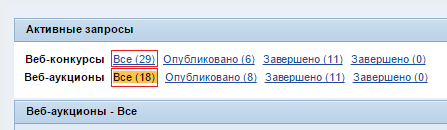 Активные запросы
Веб-конкурсы Все (29) Опубликовано (6) Завершено (11) Завершено (0)
Веб-аукционы Все (18) Опубликовано (8) Завершено (11) Завершено (0)
Веб-аукционы - Все